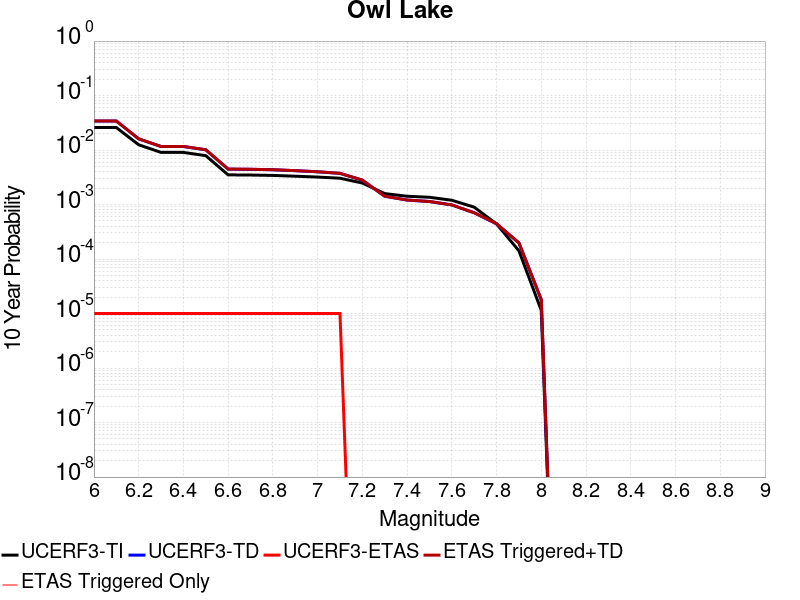 Owl Lake
10^0
10^-1
10^-2
10^-3
10^-4
10^-5
10^-6
10^-7
10^-8
10 Year Probability
6 6.2 6.4 6.6 6.8 7 7.2 7.4 7.6 7.8 8 8.2 8.4 8.6 8.8 9
Magnitude
UCERF3-TI UCERF3-TD UCERF3-ETAS ETAS Triggered+TD
ETAS Triggered Only